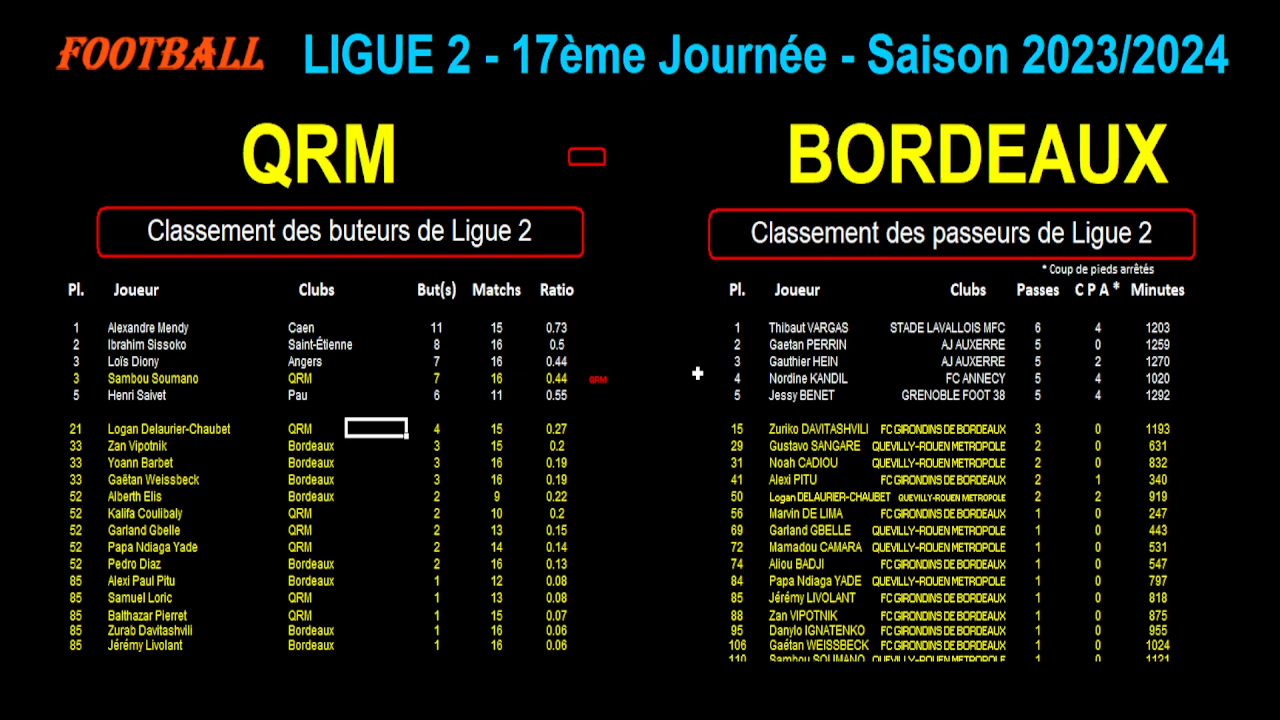 FOOTBALL LIGUE 2 - 17ème Journée - Saison 2023/2024
QRM BORDEAUX
Classement des buteurs de Ligue 2
Pl. Joueur Clubs But(s) Matchs Ratio
1 Alexandre Mendy Caen 11 15 0.73
2 Ibrahim Sissoko Saint-Étienne 8 16 0.5
3 Loïs Diony Angers 7 16 0.44
3 Sambou Soumano QRM 7 16 0.44 QRM
5 Henri Saivet Pau 6 11 0.55
21 Logan Delaurier-Chaubet QRM 4 15 0.27
33 Zan Vipotnik Bordeaux 3 15 0.2
33 Yoann Barbet Bordeaux 3 16 0.19
33 Gaëtan Weissbeck Bordeaux 3 16 0.19
52 Alberth Elis Bordeaux 2 9 0.22
52 Kalifa Coulibaly QRM 2 10 0.2
52 Garland Gbelle QRM 2 13 0.15
52 Papa Ndiaga Yade QRM 2 14 0.14
52 Pedro Diaz Bordeaux 2 16 0.13
85 Alexi Paul Pitu Bordeaux 1 12 0.08
85 Samuel Loric QRM 1 13 0.08
85 Balthazar Pierret QRM 1 15 0.07
85 Zurab Davitashvili Bordeaux 1 16 0.06
85 Jérémy Livolant Bordeaux 1 16 0.06
Classement des passeurs de Ligue 2
* Coup de pieds arrêtés
Pl. Joueur Clubs Passes C P A * Minutes
1 Thibaut VARGAS STADE LAVALLOIS MFC 6 4 1203
2 Gaetan PERRIN AJ AUXERRE 5 0 1259
3 Gauthier HEIN AJ AUXERRE 5 2 1270
4 Nordine KANDIL FC ANNECY 5 4 1020
5 Jessy BENET GRENOBLE FOOT 38 5 4 1292
15 Zuriko DAVITASHVILI FC GIRONDINS DE BORDEAUX 3 0 1193
29 Gustavo SANGARE QUEVILLY-ROUEN METROPOLE 2 0 631
31 Noah CADIOU QUEVILLY-ROUEN METROPOLE 2 0 832
41 Alexi PITU FC GIRONDINS DE BORDEAUX 2 1 340
50 Logan DELAURIER-CHAUBET QUEVILLY-ROUEN METROPOLE 2 2 919
56 Marvin DE LIMA FC GIRONDINS DE BORDEAUX 1 0 247
69 Garland GBELLE QUEVILLY-ROUEN METROPOLE 1 0 443
72 Mamadou CAMARA QUEVILLY-ROUEN METROPOLE 1 0 531
74 Aliou BADJI FC GIRONDINS DE BORDEAUX 1 0 547
84 Papa Ndiaga YADE QUEVILLY-ROUEN METROPOLE 1 0 797
85 Jérémy LIVOLANT FC GIRONDINS DE BORDEAUX 1 0 818
88 Zan VIPOTNIK FC GIRONDINS DE BORDEAUX 1 0 875
95 Danylo IGNATENKO FC GIRONDINS DE BORDEAUX 1 0 955
106 Gaëtan WEISSBECK FC GIRONDINS DE BORDEAUX 1 0 1024
110 Sambou SOUMANO QUEVILLY-ROUEN METROPOLE 1 0 1121